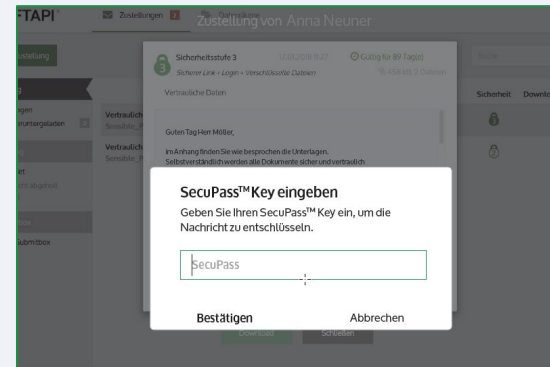 FTAPI
Zustellungen 2
Zustellung von Anna Neuner
Zustellung
Sicherheitsstufe 3
Gültig für 89 Tag(e)
3
Sicherer Link + Login + Verschlüsselte Dateien
Sicherheit
Vertrauliche Daten
Vertraulich
Guten Tag Herr Möller,
Vertraulich
im Anhang finden Sie wie besprochen die Unterlagen.
Selbstverständlich werden alle Dokumente sicher und vertraulich
SecuPass™ Key eingeben
Geben Sie Ihren SecuPass™ Key ein, um die
Nachricht zu entschlüsseln.
SecuPass
Submitbox
Bestätigen Abbrechen
Download Schließen